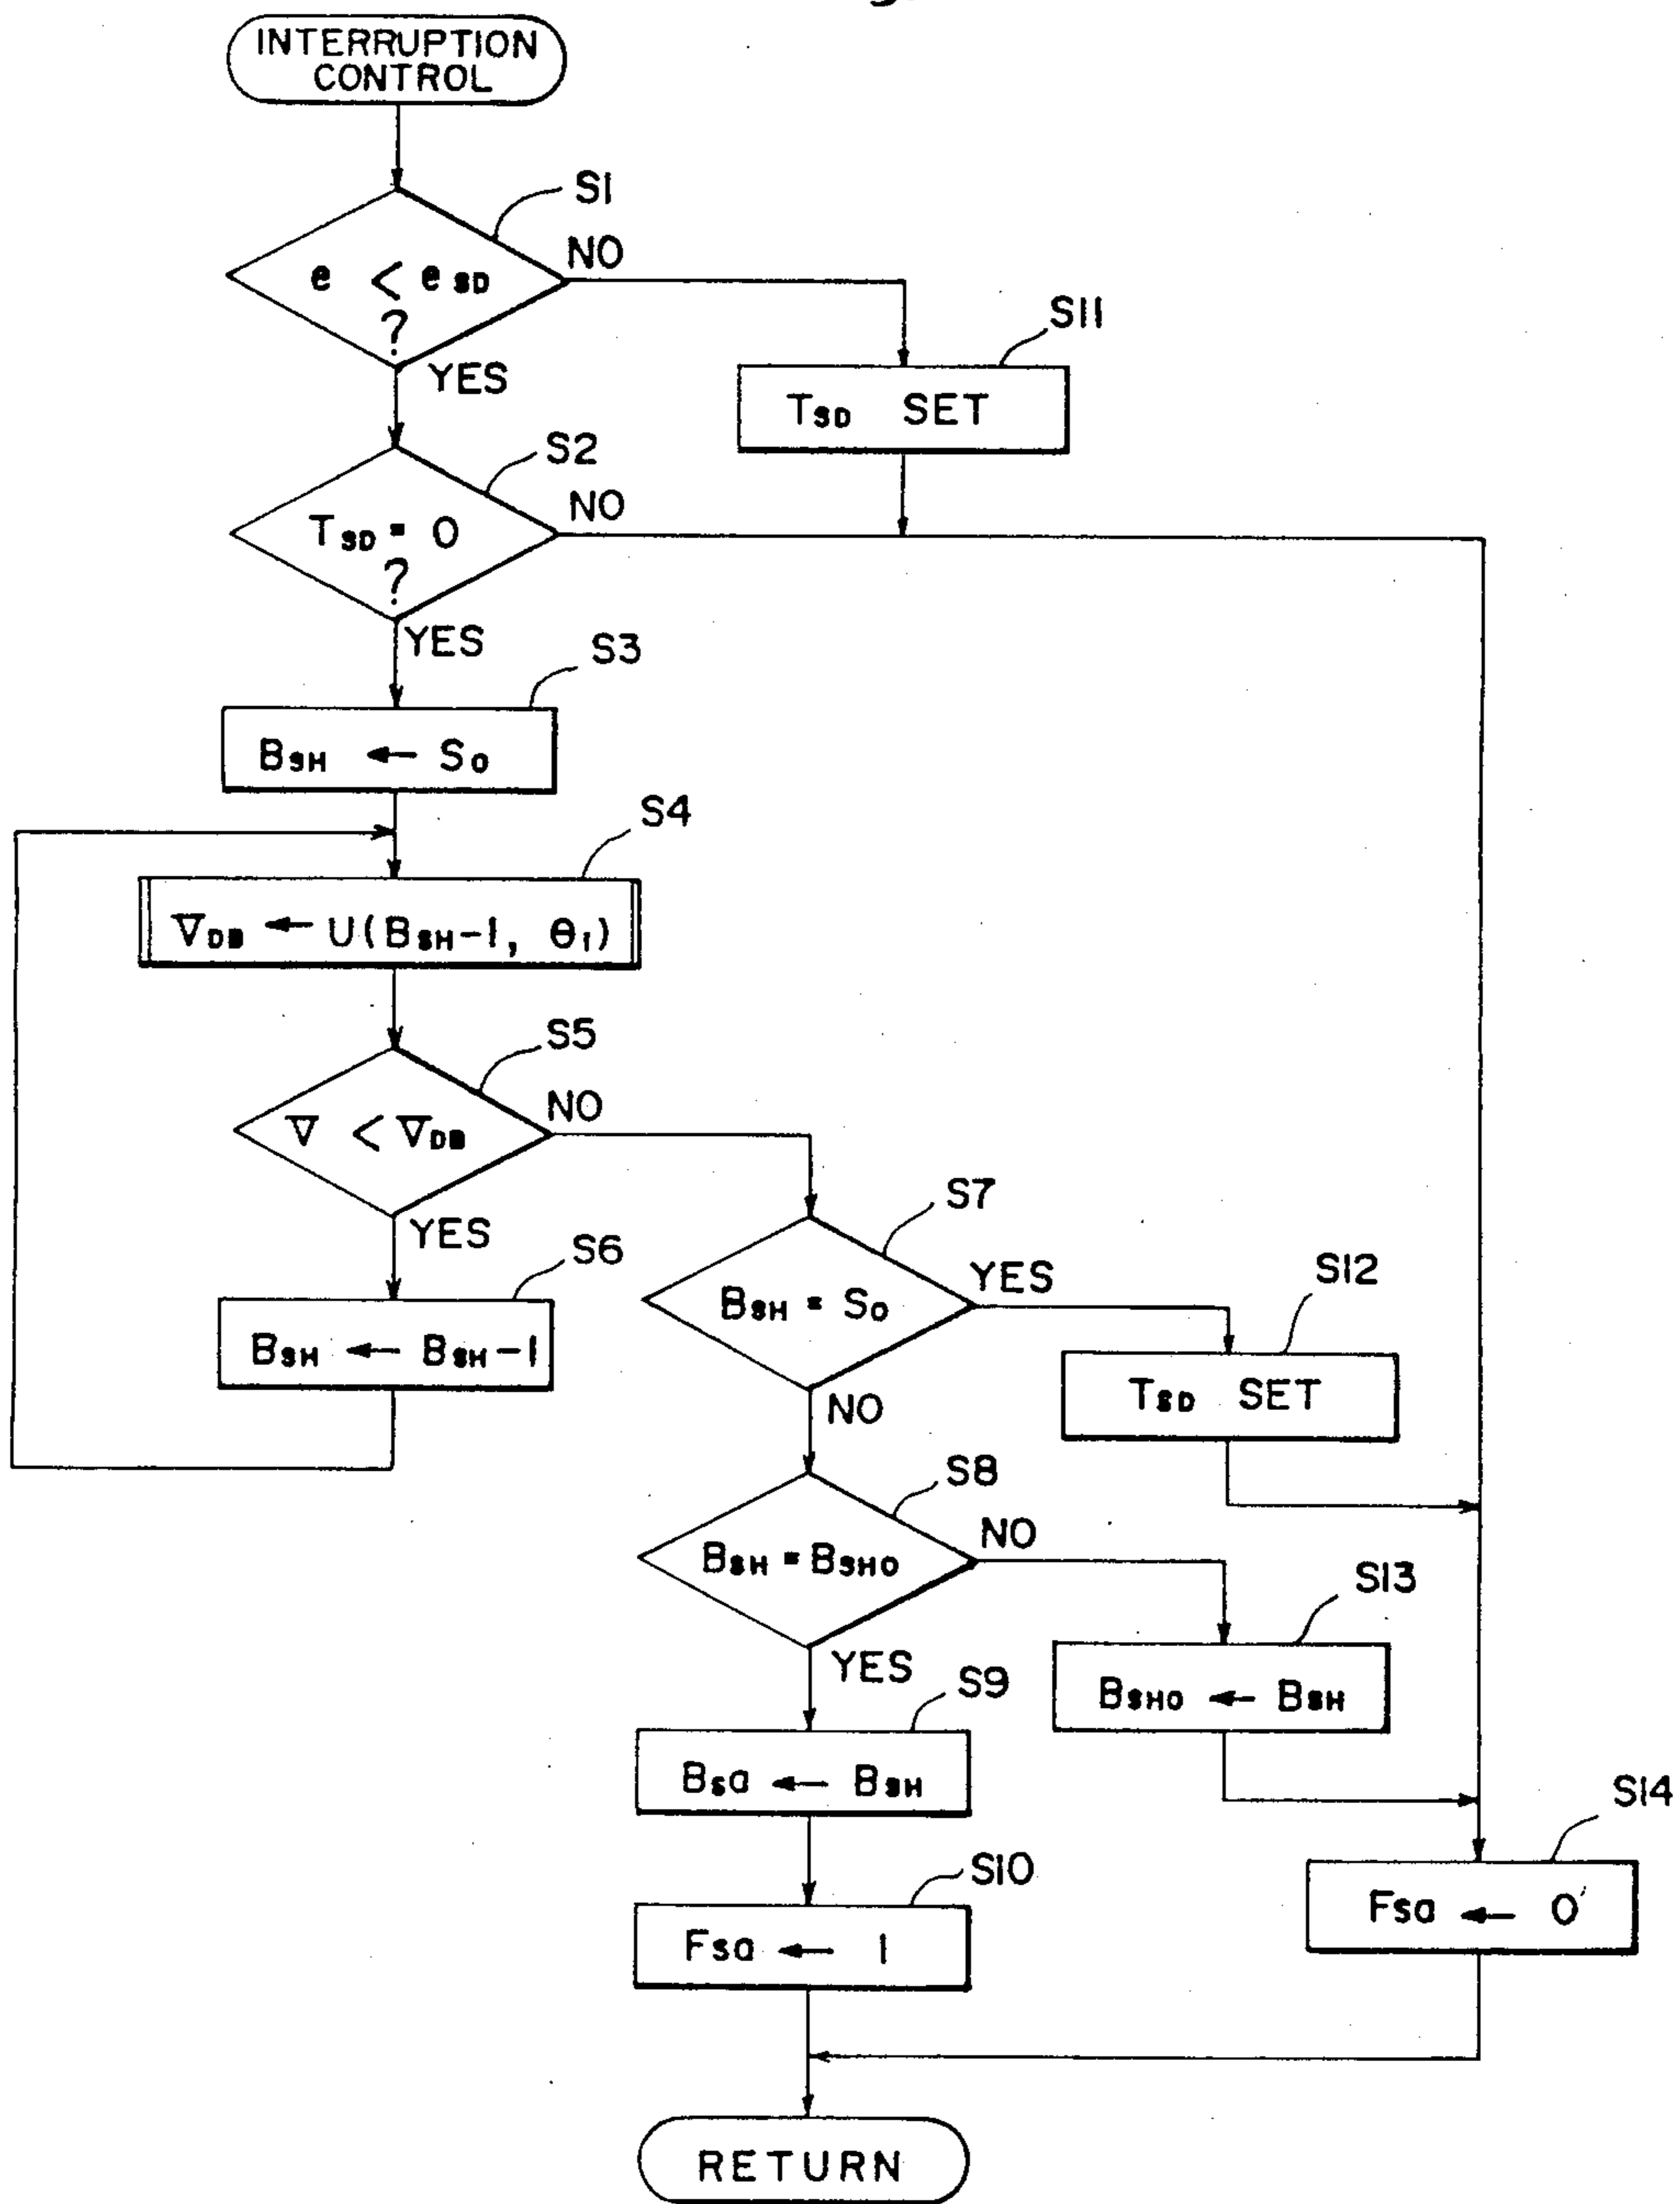 INTERRUPTION
CONTROL
S1
e < eSD
?
NO
YES
S11
TSD SET
S2
TSD = 0
?
NO
YES
S3
BSH ← S0
S4
VDB ← U(BSH-1, θi)
S5
V < VDB
NO
YES
S6
BSH ← BSH-1
S7
BSH = S0
YES
NO
S12
TSD SET
S8
BSH = BSH0
NO
YES
S13
BSH0 ← BSH
S9
BSa ← BSH
S10
FSa ← 1
S14
FSa ← 0
RETURN